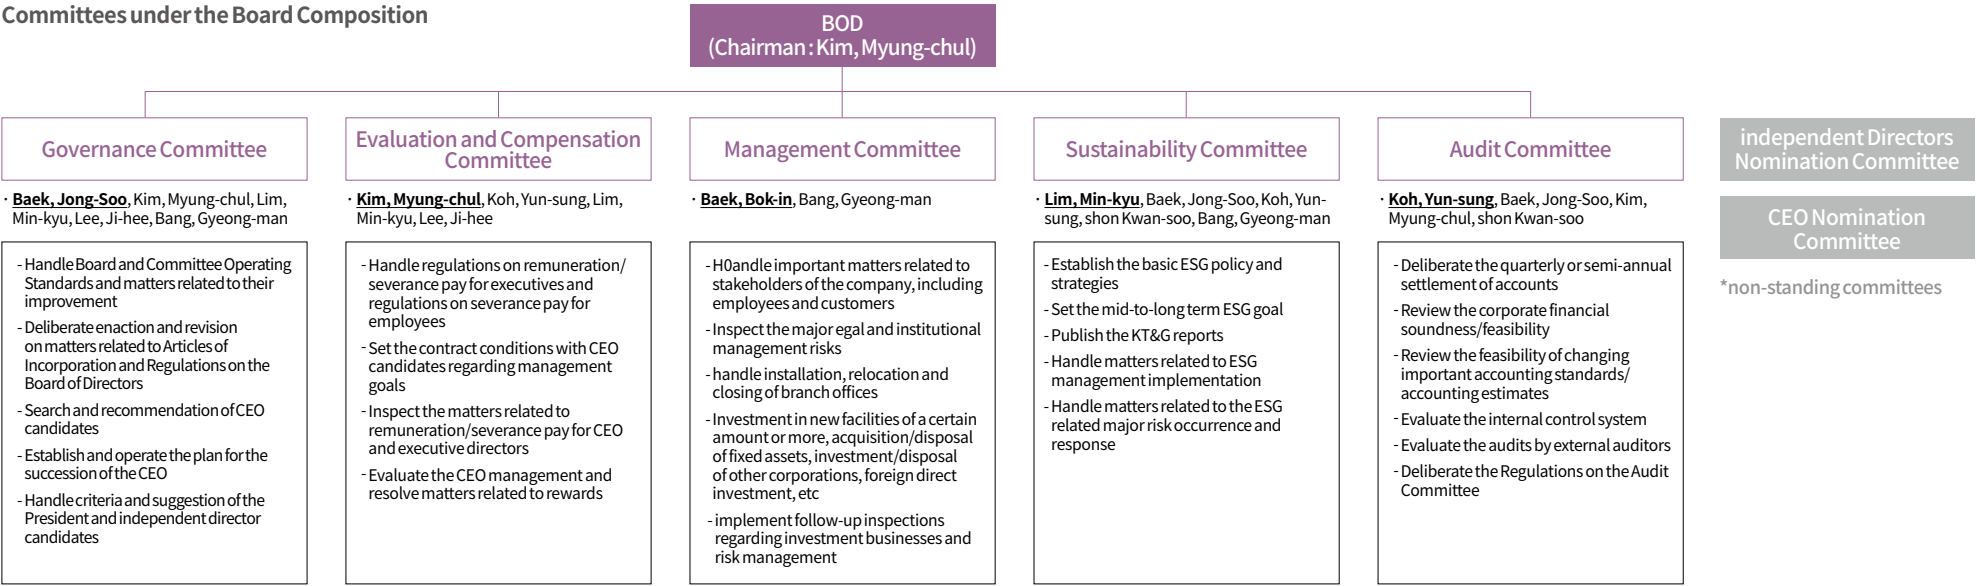 Committees under the Board Composition
BOD
(Chairman : Kim, Myung-chul)
Governance Committee
· Baek, Jong-Soo, Kim, Myung-chul, Lim,
Min-kyu, Lee, Ji-hee, Bang, Gyeong-man
- Handle Board and Committee Operating
Standards and matters related to their
improvement
- Deliberate enaction and revision
on matters related to Articles of
Incorporation and Regulations on the
Board of Directors
- Search and recommendation of CEO
candidates
- Establish and operate the plan for the
succession of the CEO
- Handle criteria and suggestion of the
President and independent director
candidates
Evaluation and Compensation
Committee
· Kim, Myung-chul, Koh, Yun-sung, Lim,
Min-kyu, Lee, Ji-hee
- Handle regulations on remuneration/
severance pay for executives and
regulations on severance pay for
employees
- Set the contract conditions with CEO
candidates regarding management
goals
- Inspect the matters related to
remuneration/severance pay for CEO
and executive directors
- Evaluate the CEO management and
resolve matters related to rewards
Management Committee
· Baek, Bok-in, Bang, Gyeong-man
- H0andle important matters related to
stakeholders of the company, including
employees and customers
- Inspect the major egal and institutional
management risks
- handle installation, relocation and
closing of branch offices
- Investment in new facilities of a certain
amount or more, acquisition/disposal
of fixed assets, investment/disposal
of other corporations, foreign direct
investment, etc
- implement follow-up inspections
regarding investment businesses and
risk management
Sustainability Committee
· Lim, Min-kyu, Baek, Jong-Soo, Koh, Yun-
sung, shon Kwan-soo, Bang, Gyeong-man
- Establish the basic ESG policy and
strategies
- Set the mid-to-long term ESG goal
- Publish the KT&G reports
- Handle matters related to ESG
management implementation
- Handle matters related to the ESG
related major risk occurrence and
response
Audit Committee
· Koh, Yun-sung, Baek, Jong-Soo, Kim,
Myung-chul, shon Kwan-soo
- Deliberate the quarterly or semi-annual
settlement of accounts
- Review the corporate financial
soundness/feasibility
- Review the feasibility of changing
important accounting standards/
accounting estimates
- Evaluate the internal control system
- Evaluate the audits by external auditors
- Deliberate the Regulations on the Audit
Committee
independent Directors
Nomination Committee
CEO Nomination
Committee
*non-standing committees